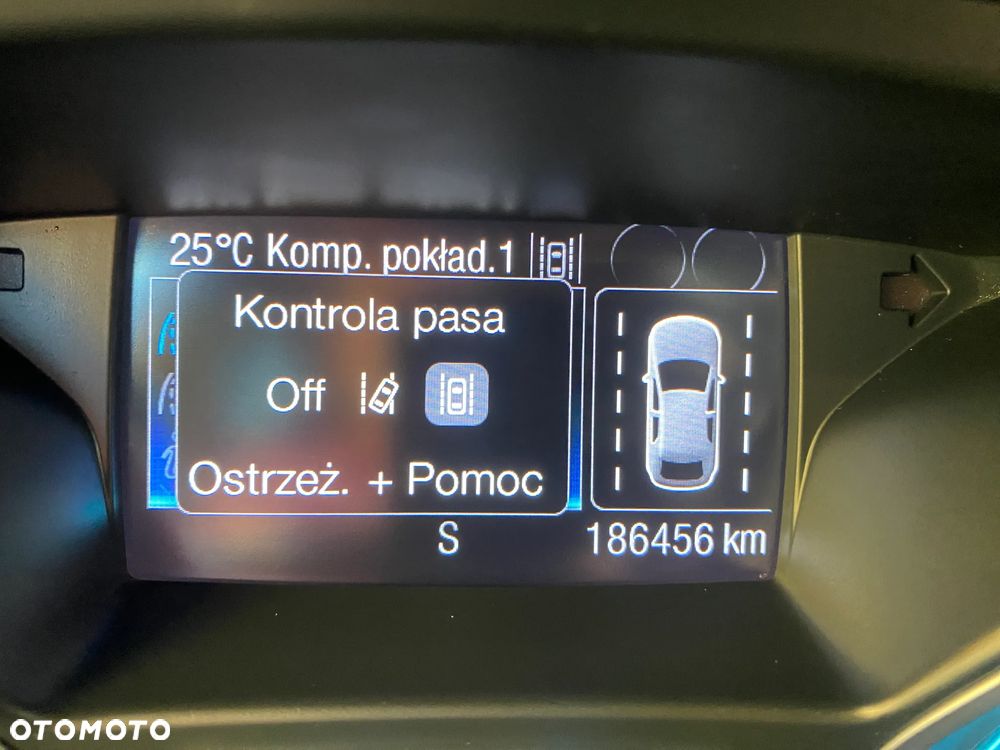 25°C Komp. pokład.1
Kontrola pasa
Off
Ostrzeż. + Pomoc
S
186456 km
OTOMOTO